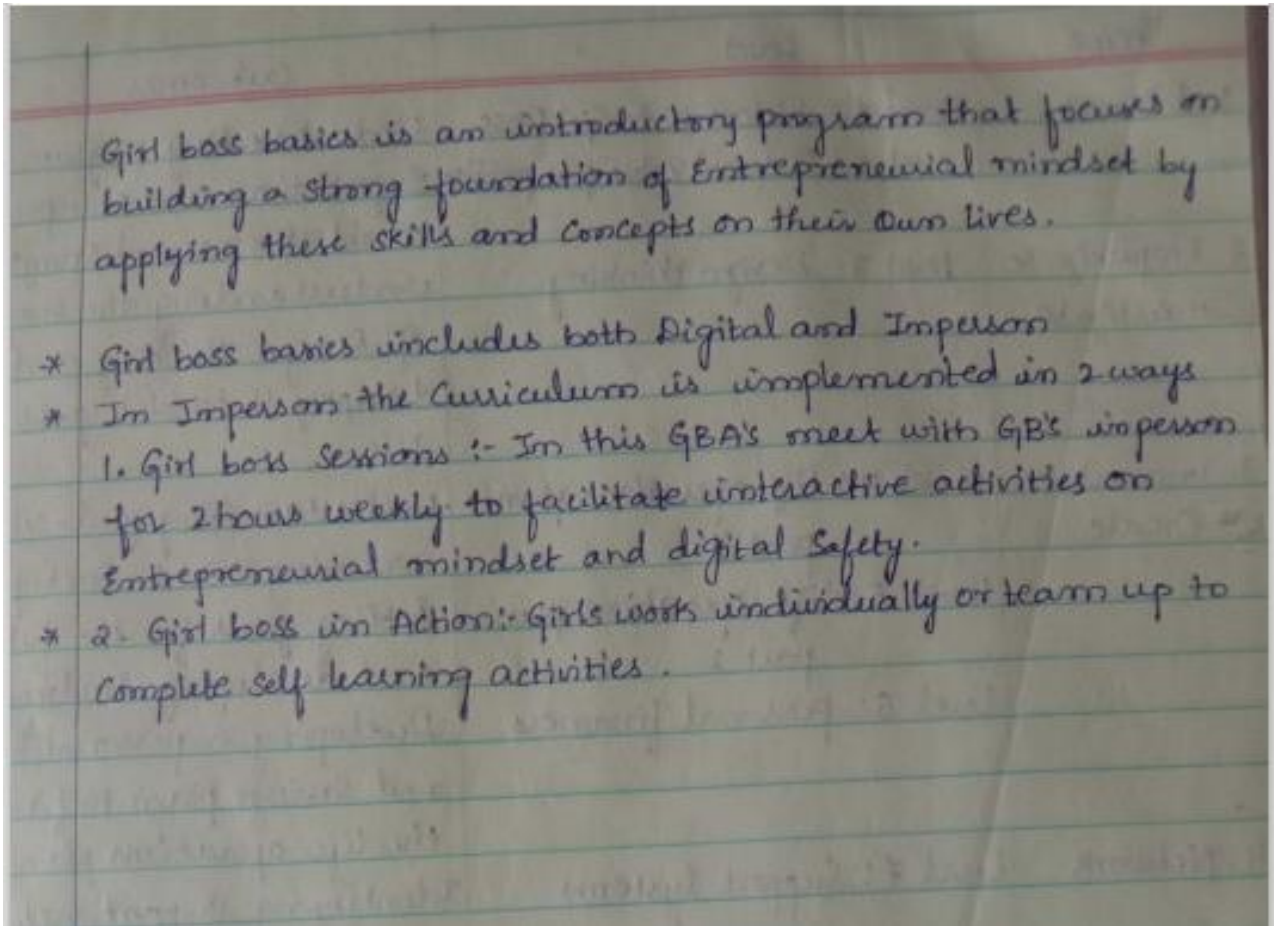 Girl boss basics is an introductory program that focuses on
building a strong foundation of Entrepreneurial mindset by
applying these skills and concepts on their own lives.
* Girl boss basics includes both Digital and Inperson
* In Inperson the Curriculum is implemented in 2 ways
1. Girl boss Sessions :- In this GBA's meet with GB's inperson
for 2 hours weekly to facilitate interactive activities on
Entrepreneurial mindset and digital Safety.
* 2. Girl boss in Action:- Girls work individually or team up to
Complete self learning activities.